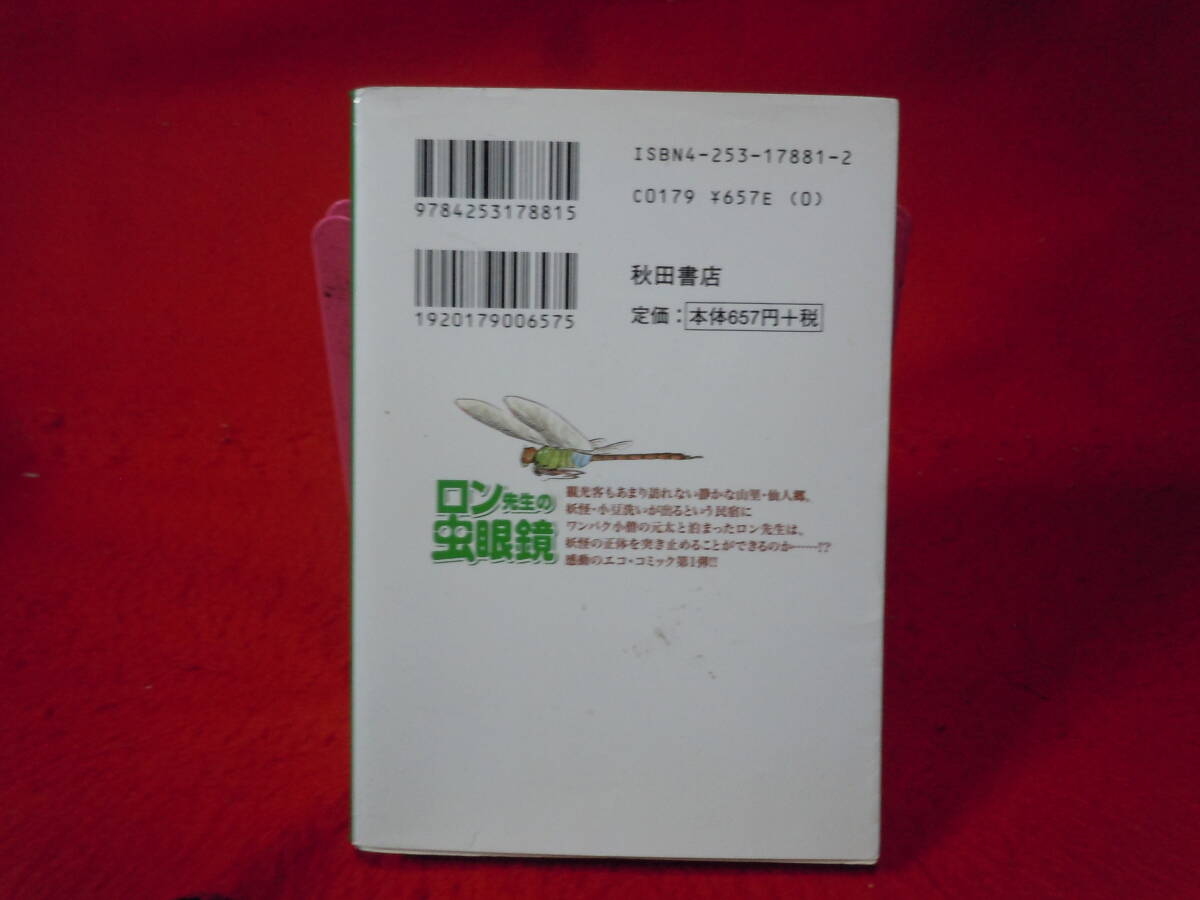 ISBN4-253-17881-2
C0179 ¥657E (0)
9784253178815
秋田書店
定価：本体657円＋税
1920179006575
ロン先生の
虫眼鏡
観光客もあまり訪れない静かな山里・仙人郷。
妖怪・小豆洗いが出るという民宿に
ワンパク小僧の元太と泊まったロン先生は、
妖怪の正体を突き止めることができるのか……!?
感動のエコ・コミック第1弾!!